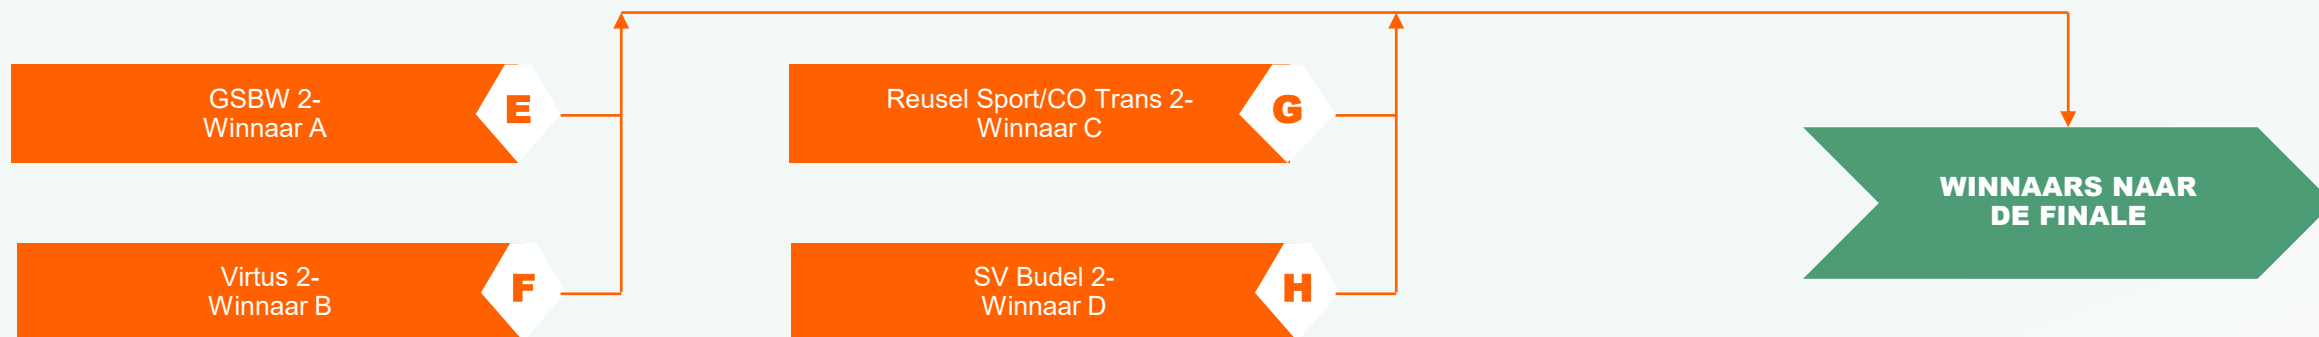 GSBW 2-
Winnaar A
E
Reusel Sport/CO Trans 2-
Winnaar C
G
WINNAARS NAAR
DE FINALE
Virtus 2-
Winnaar B
F
SV Budel 2-
Winnaar D
H